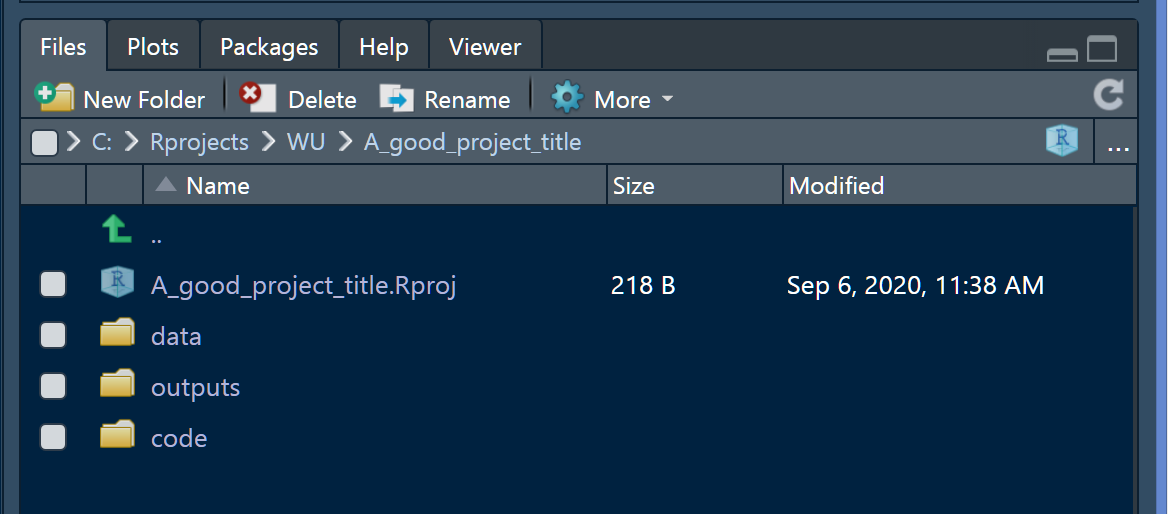 Files Plots Packages Help Viewer
New Folder Delete Rename More
C: Rprojects WU A_good_project_title R ...
Name Size Modified
..
R A_good_project_title.Rproj 218 B Sep 6, 2020, 11:38 AM
data
outputs
code